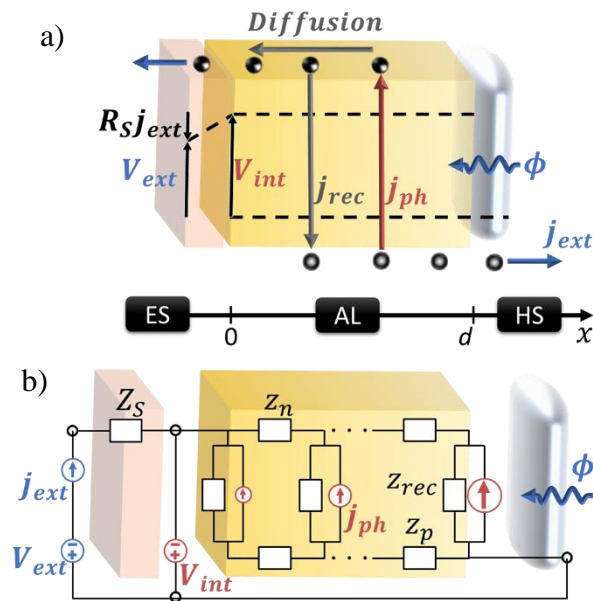 a)
Diffusion
R_S j_ext
V_ext
V_int
j_rec
j_ph
ϕ
j_ext
ES
AL
HS
0
d
x
b)
Z_S
z_n
j_ext
j_ph
z_rec
z_p
ϕ
V_ext
V_int